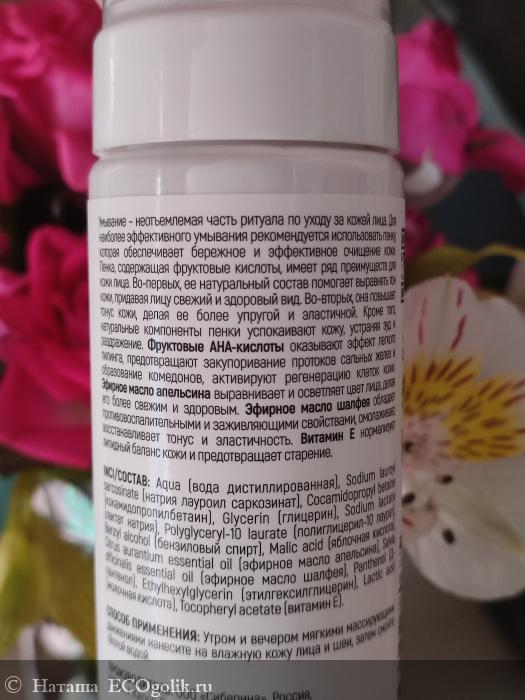 Умывание – неотъемлемая часть ритуала по уходу за кожей лица. Для
наиболее эффективного умывания рекомендуется использовать пенку,
которая обеспечивает бережное и эффективное очищение кожи.
Пенка, содержащая фруктовые кислоты, имеет ряд преимуществ для
кожи лица. Во-первых, ее натуральный состав помогает выравнять тон
кожи, придавая лицу свежий и здоровый вид. Во-вторых, она повышает
тонус кожи, делая ее более упругой и эластичной. Кроме того,
натуральные компоненты пенки успокаивают кожу, устраняя зуд и
раздражение. Фруктовые АНА-кислоты оказывают эффект легкого
пилинга, предотвращают закупоривание протоков сальных желез и
образование комедонов, активируют регенерацию клеток кожи.
Эфирное масло апельсина выравнивает и осветляет цвет лица, делая
его более свежим и здоровым. Эфирное масло шалфея обладает
противовоспалительными и заживляющими свойствами, омолаживает,
восстанавливает тонус и эластичность. Витамин Е нормализует
липидный баланс кожи и предотвращает старение.
INCI/СОСТАВ: Aqua (вода дистиллированная), Sodium lauroyl
sarcosinate (натрия лауроил саркозинат), Cocamidopropyl betaine
(кокамидопропилбетаин), Glycerin (глицерин), Sodium lactate
(лактат натрия), Polyglyceryl-10 laurate (полиглицерил-10 лаурат),
Benzyl alcohol (бензиловый спирт), Malic acid (яблочная кислота),
Citrus aurantium essential oil (эфирное масло апельсина), Salvia
officinalis essential oil (эфирное масло шалфея), Panthenol (Д-
пантенол), Ethylhexylglycerin (этилгексилглицерин), Lactic acid
(молочная кислота), Tocopheryl acetate (витамин Е).
СПОСОБ ПРИМЕНЕНИЯ: Утром и вечером мягкими массирующими
движениями нанесите на влажную кожу лица и шеи, затем смойте
водой.
ООО «Сиберина», Россия,
Наташа ECOgolik.ru